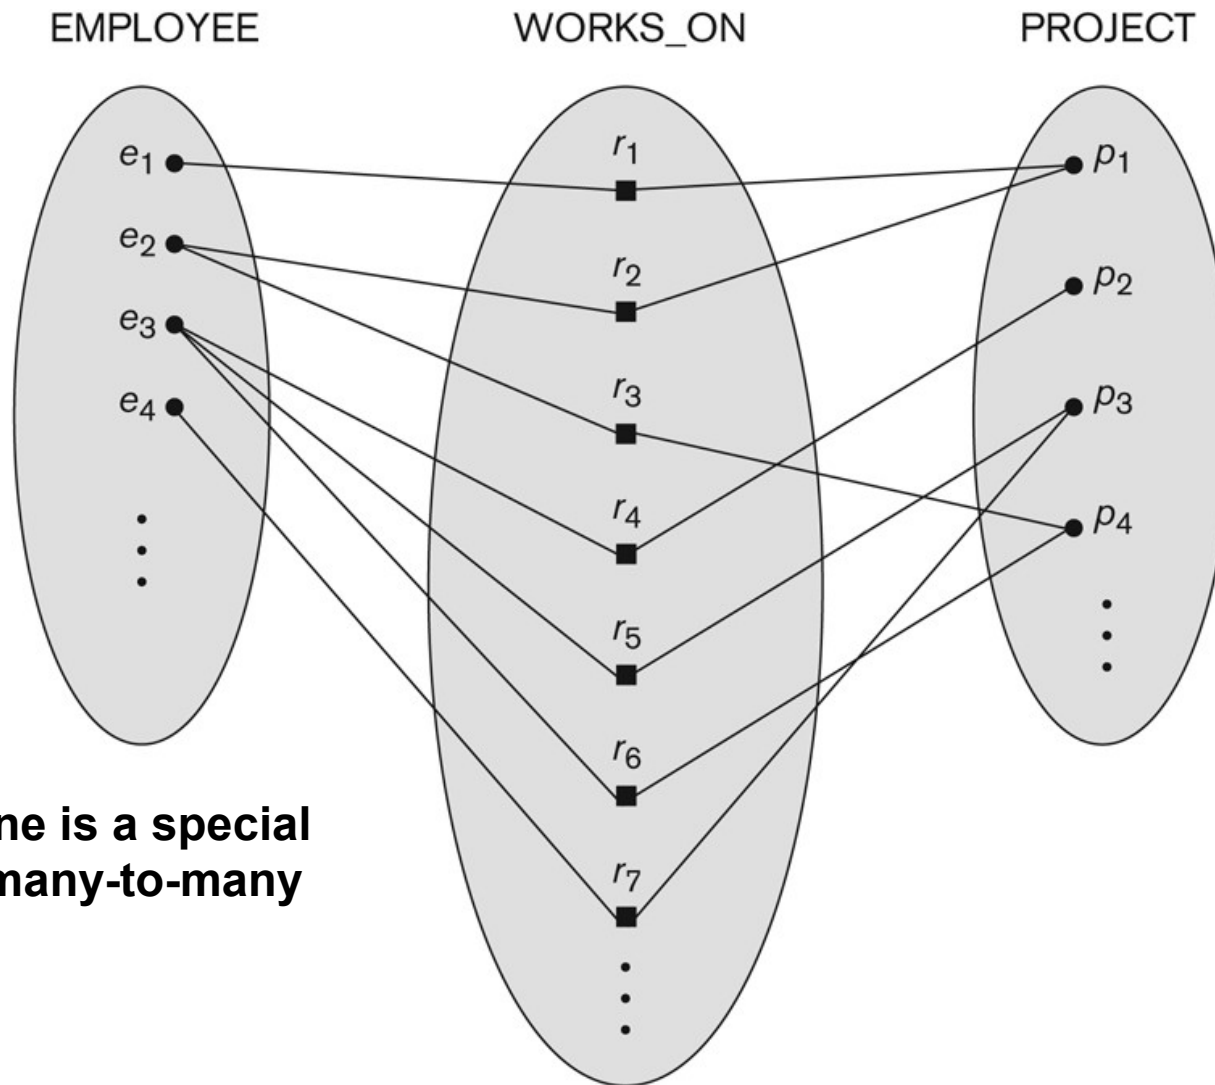 EMPLOYEE WORKS_ON PROJECT
e1 r1 p1
e2 r2 p2
e3 r3 p3
e4 r4 p4
r5
r6
ne is a special
many-to-many
r7